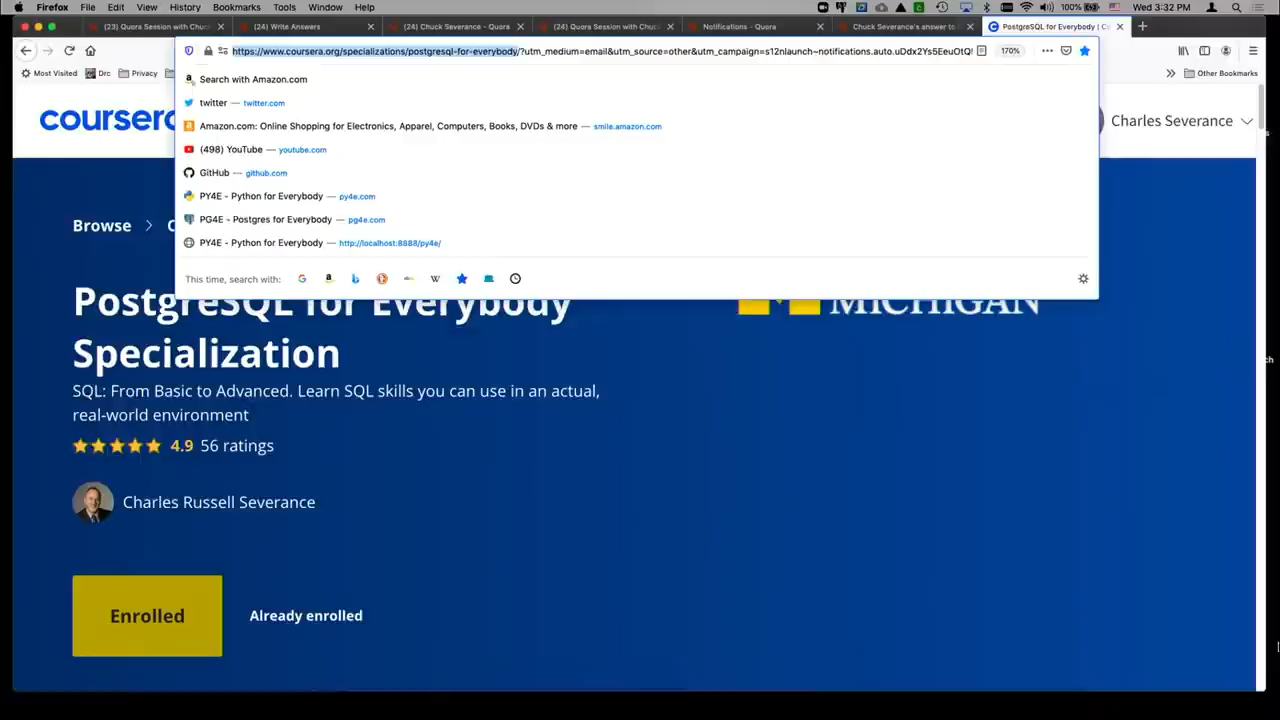 Firefox File Edit View History Bookmarks Tools Window Help 100% Wed 3:32 PM
(23) Quora Session with Chuc (24) Write Answers (24) Chuck Severance - Quora (24) Quora Session with Chuc Notifications - Quora Chuck Severance's answer to PostgreSQL for Everybody | C
https://www.coursera.org/specializations/postgresql-for-everybody/?utm_medium=email&utm_source=other&utm_campaign=s12nlaunch~notifications.auto.uDdx2Ys5EeuOtQ! 170%
Most Visited Drc Privacy Other Bookmarks
Search with Amazon.com
twitter — twitter.com
coursera Charles Severance
Amazon.com: Online Shopping for Electronics, Apparel, Computers, Books, DVDs & more — smile.amazon.com
(498) YouTube — youtube.com
GitHub — github.com
PY4E - Python for Everybody — py4e.com
PG4E - Postgres for Everybody — pg4e.com
Browse > C
PY4E - Python for Everybody — http://localhost:8888/py4e/
This time, search with:
PostgreSQL for Everybody
MICHIGAN
Specialization
SQL: From Basic to Advanced. Learn SQL skills you can use in an actual,
real-world environment
4.9 56 ratings
Charles Russell Severance
Enrolled Already enrolled